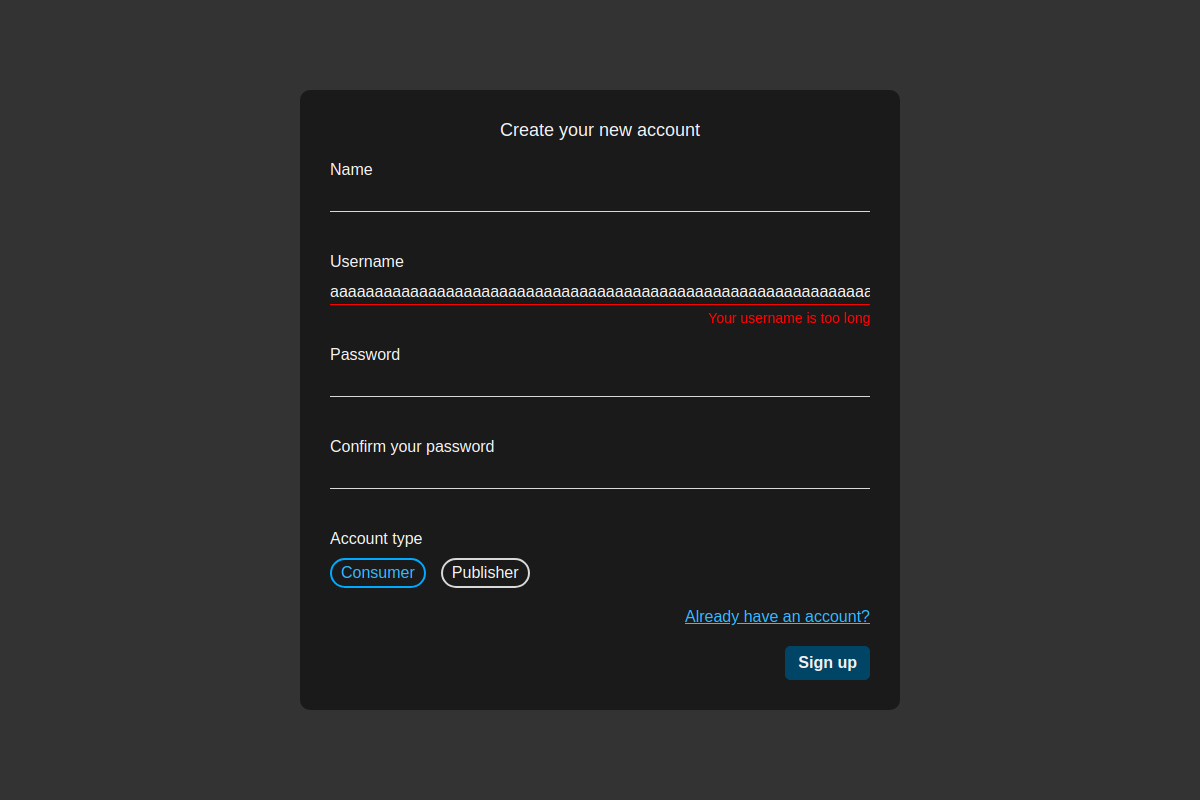 Create your new account
Name
Username
aaaaaaaaaaaaaaaaaaaaaaaaaaaaaaaaaaaaaaaaaaaaaaaaaaaaaaaaaaaaa
Your username is too long
Password
Confirm your password
Account type
Consumer Publisher
Already have an account?
Sign up